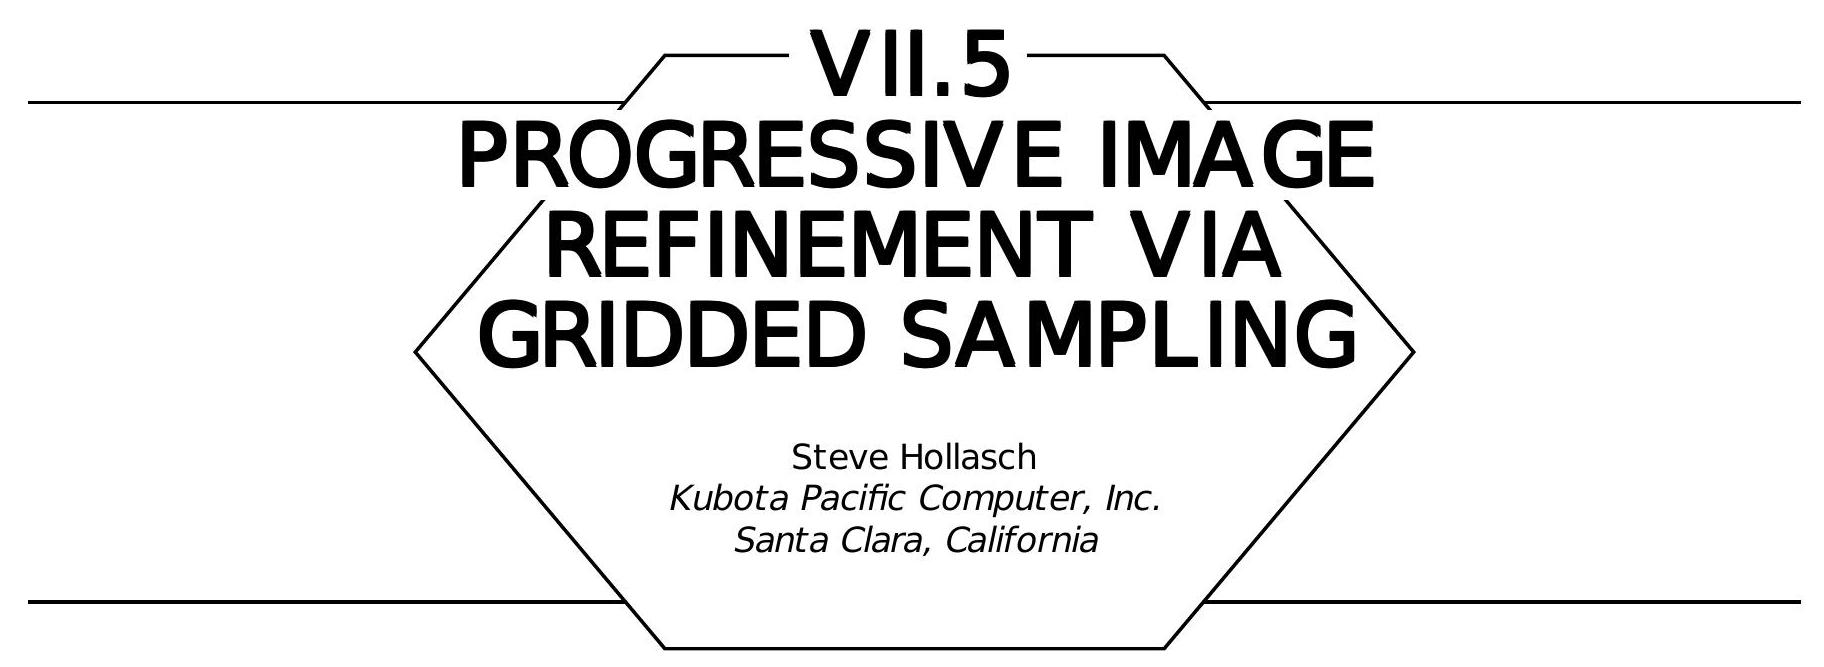 VII.5
PROGRESSIVE IMAGE
REFINEMENT VIA
GRIDDED SAMPLING
Steve Hollasch
Kubota Pacific Computer, Inc.
Santa Clara, California